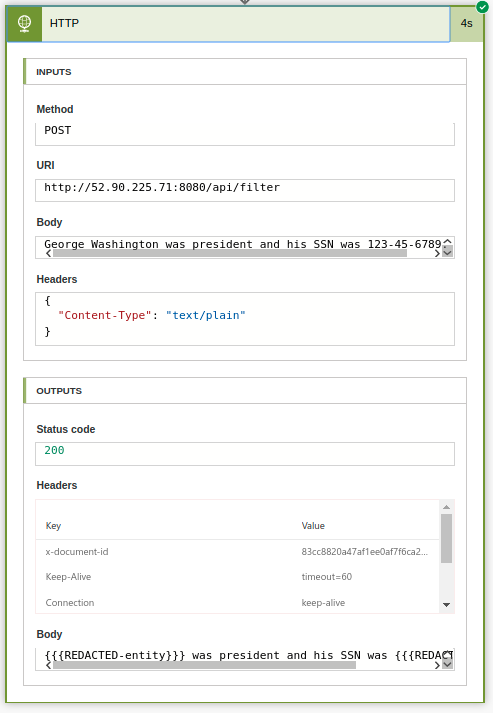 HTTP
4s
INPUTS
Method
POST
URI
http://52.90.225.71:8080/api/filter
Body
George Washington was president and his SSN was 123-45-6789.
Headers
{
"Content-Type": "text/plain"
}
OUTPUTS
Status code
200
Headers
Key Value
x-document-id 83cc8820a47af1ee0af7f6ca2...
Keep-Alive timeout=60
Connection keep-alive
Body
{{{REDACTED-entity}}} was president and his SSN was {{{REDACT